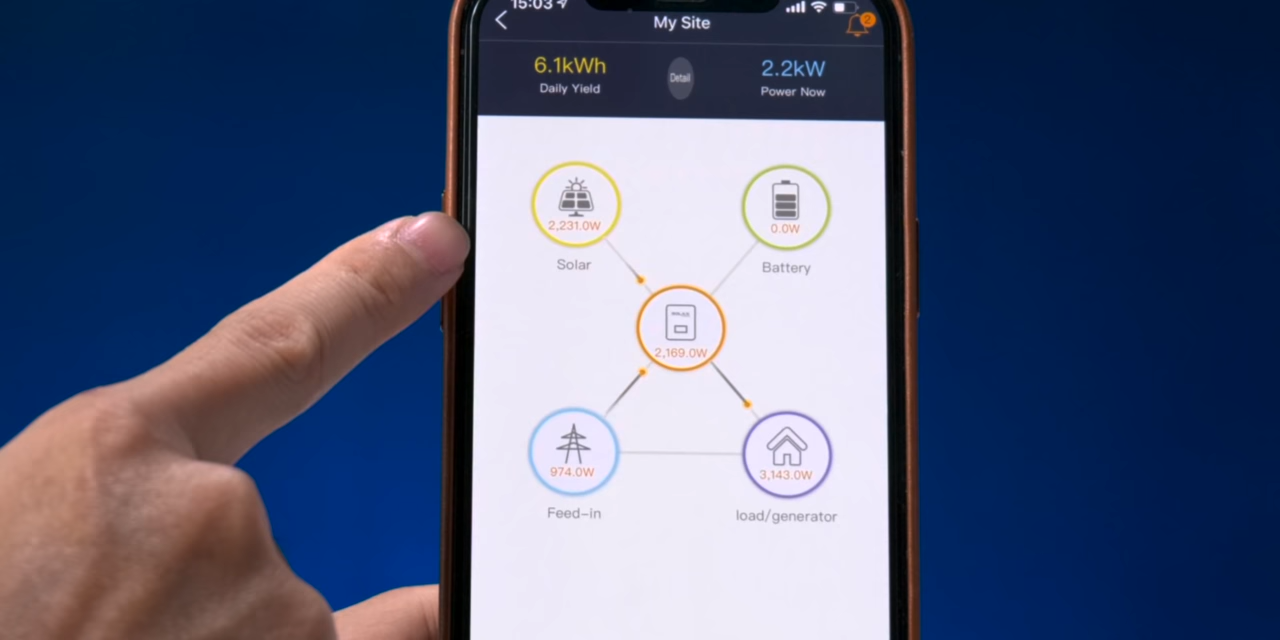 15:03
My Site
2
6.1kWh
Daily Yield
Detail
2.2kW
Power Now
2,231.0W
Solar
0.0W
Battery
2,169.0W
974.0W
Feed-in
3,143.0W
load/generator